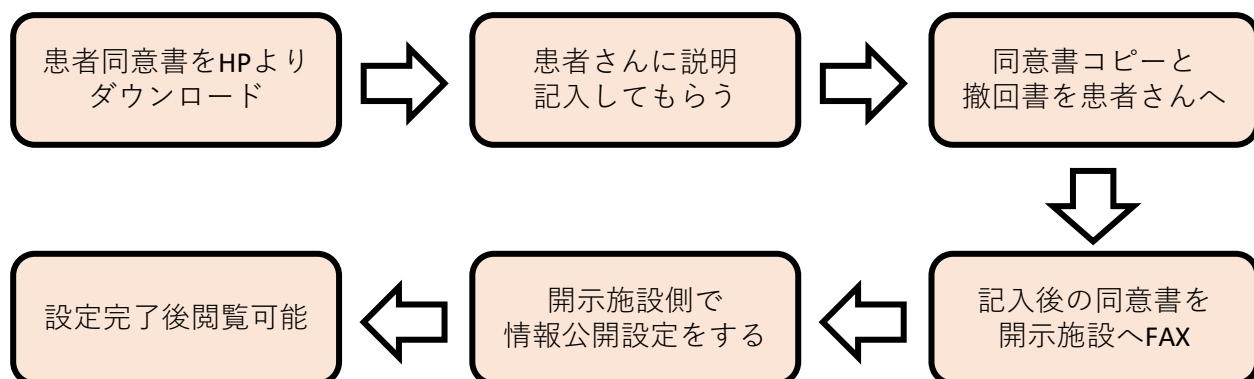 患者同意書をHPより
ダウンロード
患者さんに説明
記入してもらう
同意書コピーと
撤回書を患者さんへ
記入後の同意書を
開示施設へFAX
開示施設側で
情報公開設定をする
設定完了後閲覧可能